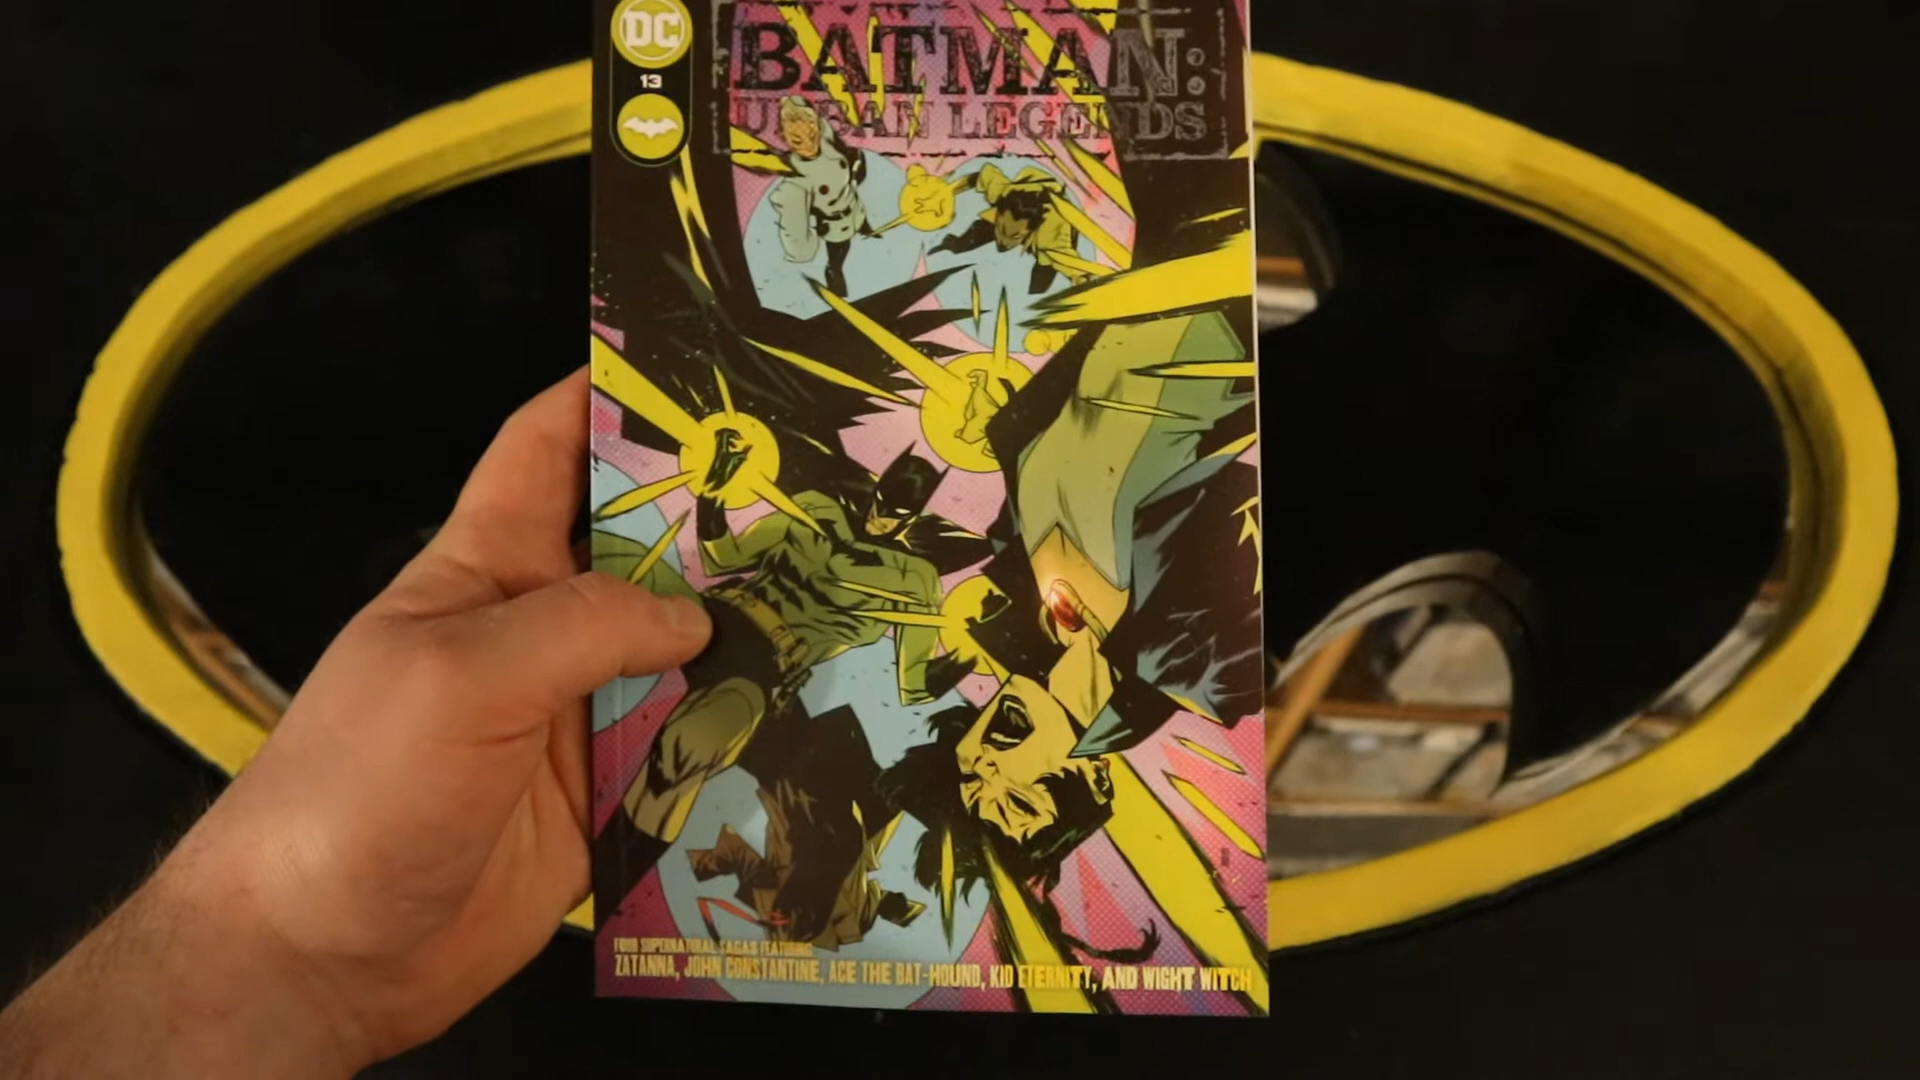 DC
13
BATMAN:
URBAN LEGENDS
FOUR SUPERNATURAL SAGAS FEATURING
ZATANNA, JOHN CONSTANTINE, ACE THE BAT-HOUND, KID ETERNITY, AND WIGHT WITCH